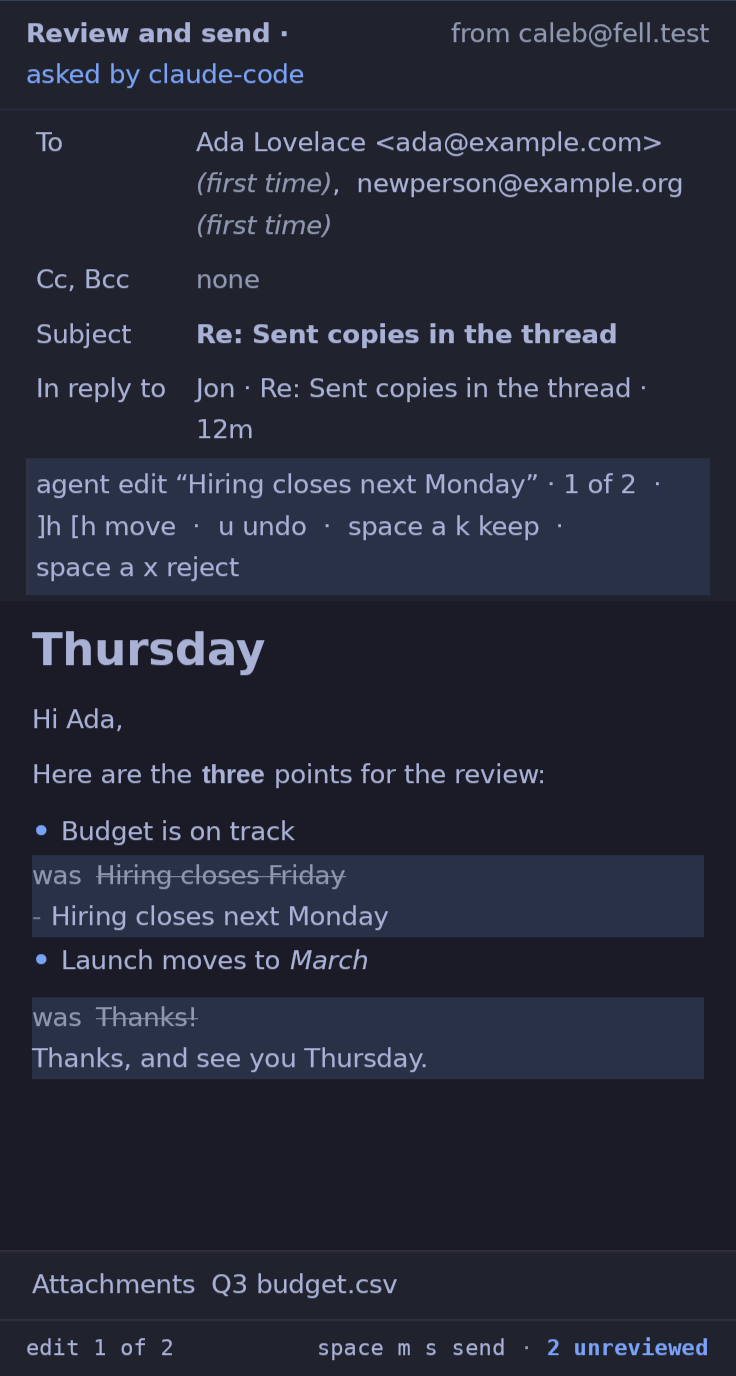 Review and send · from caleb@fell.test
asked by claude-code
To Ada Lovelace <ada@example.com>
(first time), newperson@example.org
(first time)
Cc, Bcc none
Subject Re: Sent copies in the thread
In reply to Jon · Re: Sent copies in the thread ·
12m
agent edit “Hiring closes next Monday” · 1 of 2 ·
]h [h move · u undo · space a k keep ·
space a x reject
Thursday
Hi Ada,
Here are the three points for the review:
• Budget is on track
was Hiring closes Friday
- Hiring closes next Monday
• Launch moves to March
was Thanks!
Thanks, and see you Thursday.
Attachments Q3 budget.csv
edit 1 of 2 space m s send · 2 unreviewed